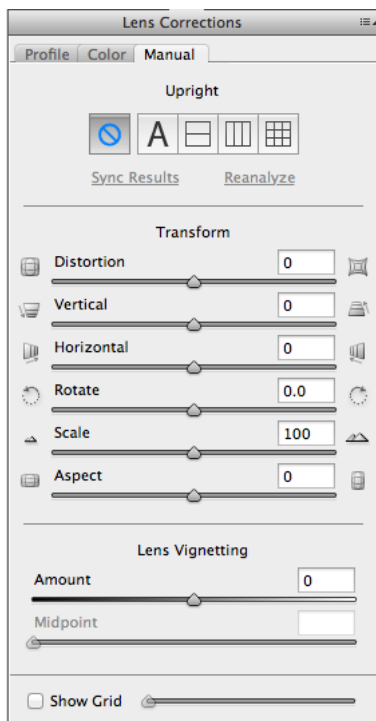 Lens Corrections
Profile Color Manual
Upright
A
Sync Results Reanalyze
Transform
Distortion 0
Vertical 0
Horizontal 0
Rotate 0.0
Scale 100
Aspect 0
Lens Vignetting
Amount 0
Midpoint
Show Grid